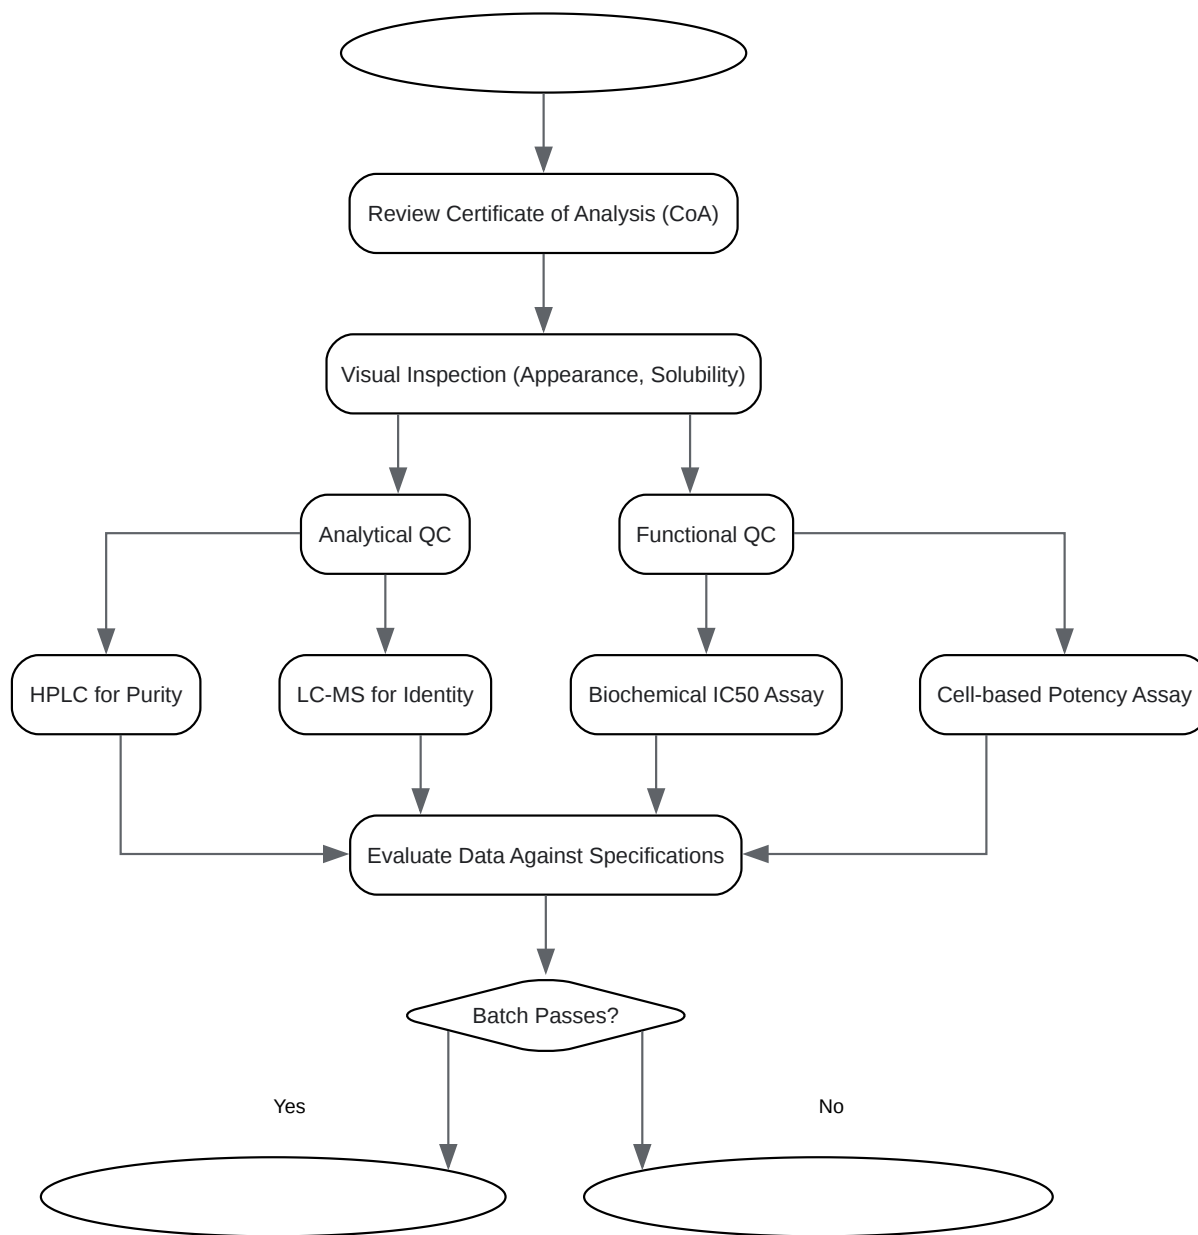 Review Certificate of Analysis (CoA)
Visual Inspection (Appearance, Solubility)
Analytical QC
Functional QC
HPLC for Purity
LC-MS for Identity
Biochemical IC50 Assay
Cell-based Potency Assay
Evaluate Data Against Specifications
Batch Passes?
Yes
No